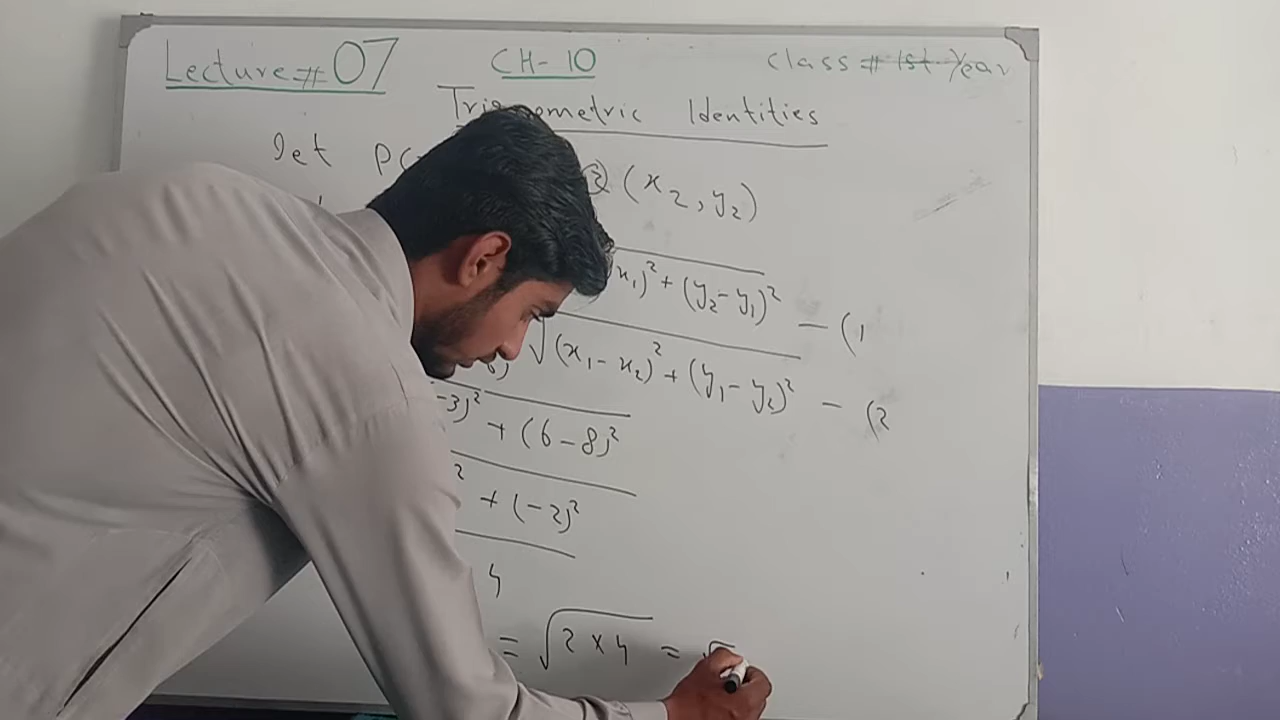 Lecture # 07 CH-10 class # 1st Year
Trigonometric Identities
let P( (x₂, y₂)
x₁)² + (y₂-y₁)² — (1
√(x₁-x₂)² + (y₁-y₂)² — (2
-3)² + (6-8)²
² + (-2)²
4
= √2×4 = √